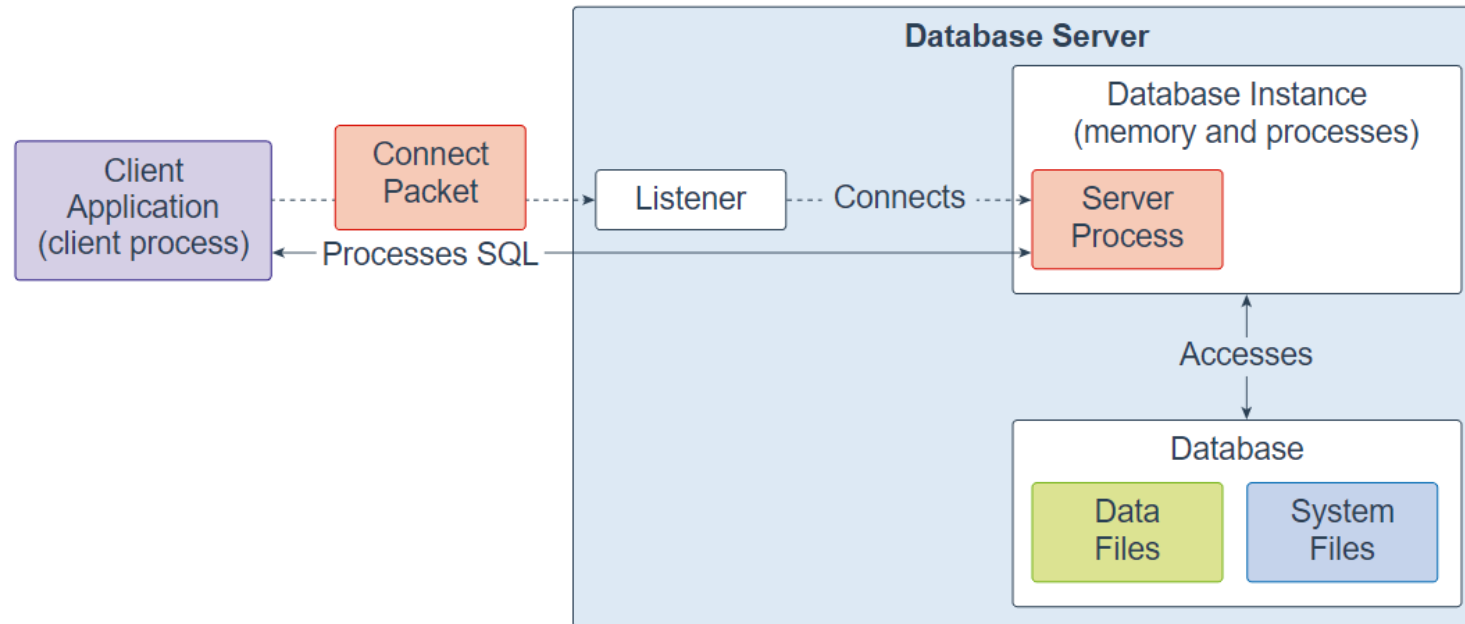 Database Server
Database Instance
(memory and processes)
Client
Application
(client process)
Connect
Packet
Listener
Connects
Server
Process
Processes SQL
Accesses
Database
Data
Files
System
Files